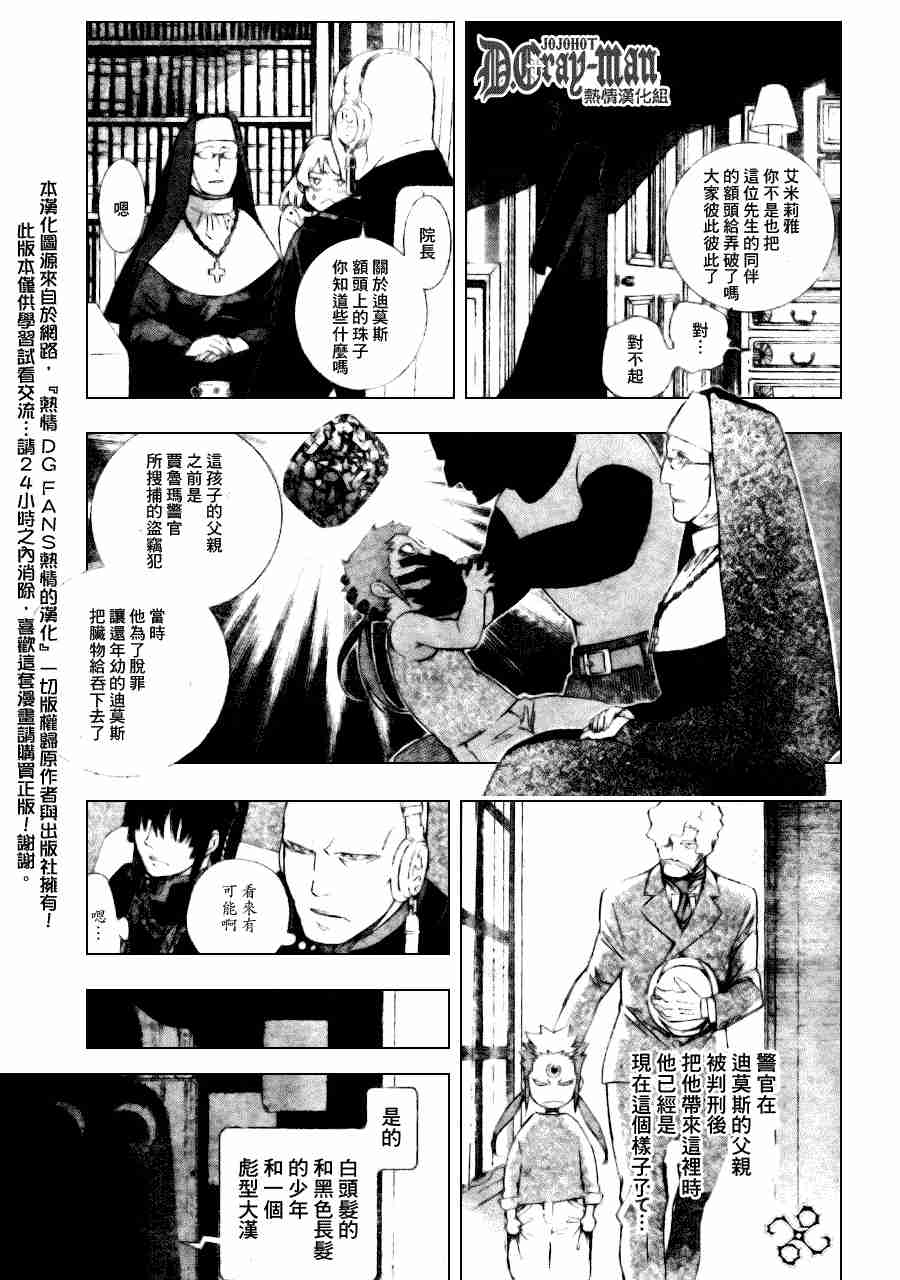 JOJOHOT
D.Gray-man
熱情漢化組
艾米莉雅
你不是也把
這位先生的同伴
的額頭給弄破了嗎
大家彼此彼此了
對…
對不起
院長
關於迪莫斯
額頭上的珠子
你知道些什麼嗎
嗯
這孩子的父親
之前是
賈魯瑪警官
所搜捕的盜竊犯
當時
他為了脫罪
讓還年幼的迪莫斯
把贓物給吞下去了
警官在
迪莫斯的父親
被判刑後
把他帶來這裡時
他已經是
現在這個樣子了…
看來有
可能啊
嗯…
是的
白頭髮的
和黑色長髮
的少年
和一個
彪型大漢
本漢化圖源來自於網路，『熱情DG FANS熱情的漢化』一切版權歸原作者與出版社擁有！
此版本僅供學習試看交流…請24小時之內消除，喜歡這套漫畫請購買正版！謝謝。